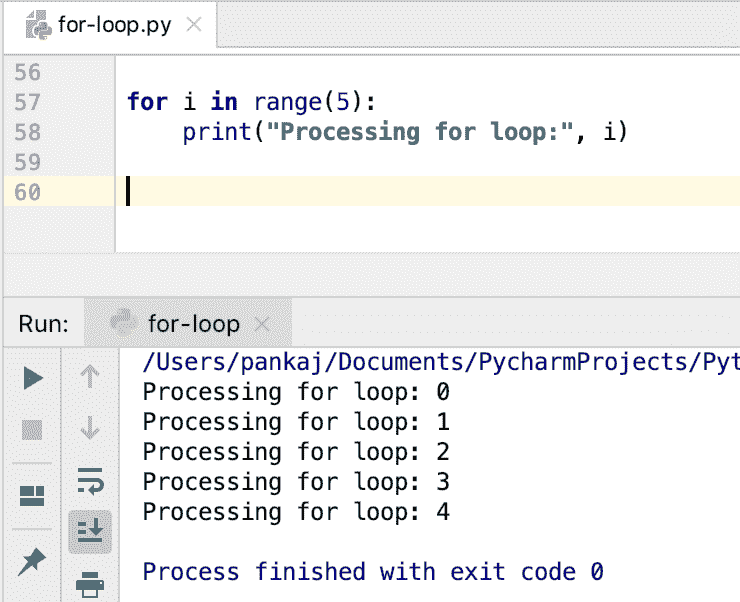 for-loop.py
56
57 for i in range(5):
58     print("Processing for loop:", i)
59
60
Run: for-loop
/Users/pankaj/Documents/PycharmProjects/Pyt
Processing for loop: 0
Processing for loop: 1
Processing for loop: 2
Processing for loop: 3
Processing for loop: 4
Process finished with exit code 0